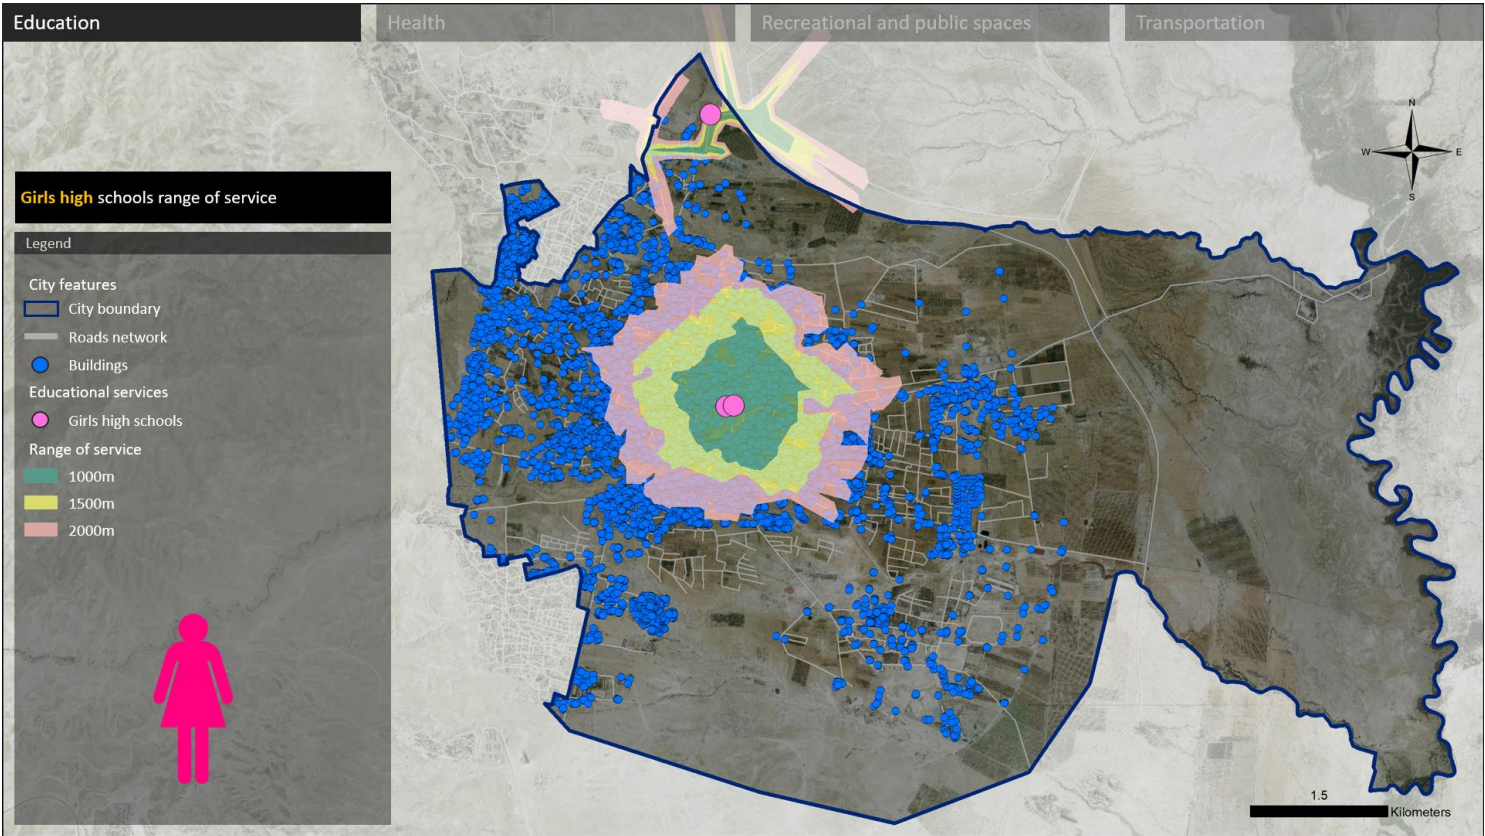 Education
Health
Recreational and public spaces
Transportation
N
W E
S
Girls high schools range of service
Legend
City features
City boundary
Roads network
Buildings
Educational services
Girls high schools
Range of service
1000m
1500m
2000m
1.5
Kilometers